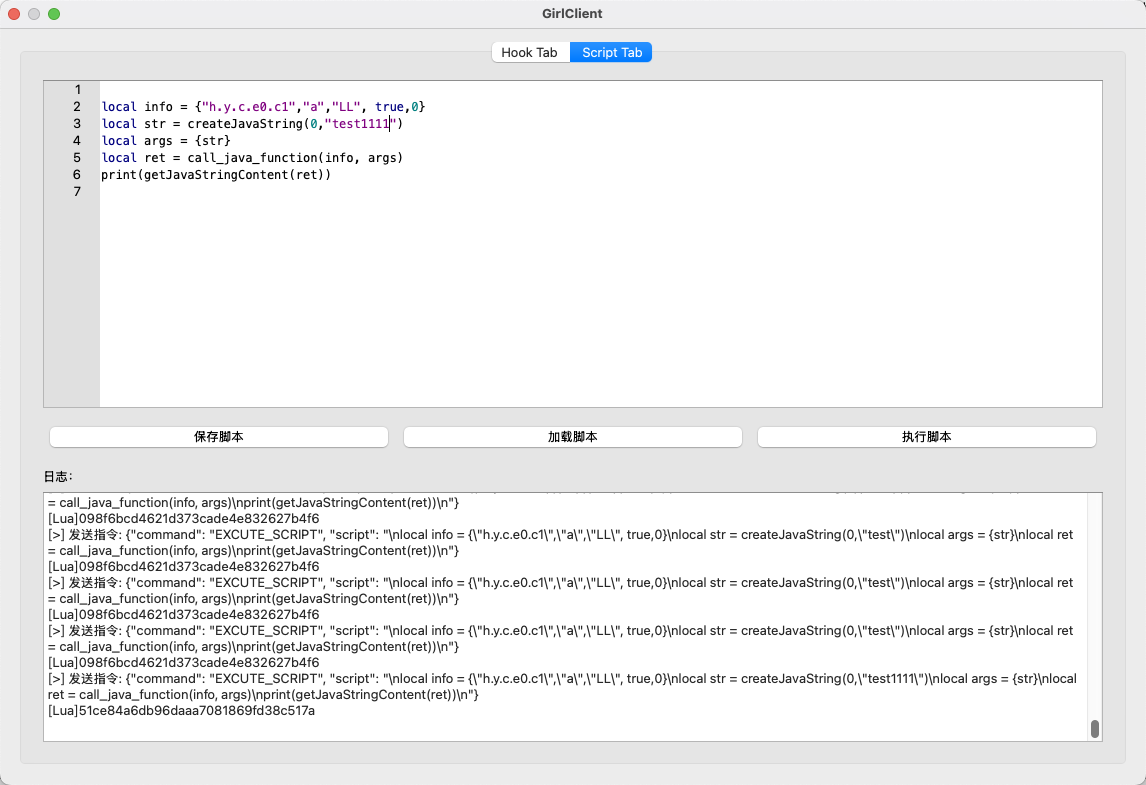 GirlClient
Hook Tab
Script Tab
1
2 local info = {"h.y.c.e0.c1","a","LL", true,0}
3 local str = createJavaString(0,"test1111")
4 local args = {str}
5 local ret = call_java_function(info, args)
6 print(getJavaStringContent(ret))
7
保存脚本
加载脚本
执行脚本
日志：
= call_java_function(info, args)\nprint(getJavaStringContent(ret))\n"}
[Lua]098f6bcd4621d373cade4e832627b4f6
[>] 发送指令: {"command": "EXCUTE_SCRIPT", "script": "\nlocal info = {\"h.y.c.e0.c1\",\"a\",\"LL\", true,0}\nlocal str = createJavaString(0,\"test\")\nlocal args = {str}\nlocal ret
= call_java_function(info, args)\nprint(getJavaStringContent(ret))\n"}
[Lua]098f6bcd4621d373cade4e832627b4f6
[>] 发送指令: {"command": "EXCUTE_SCRIPT", "script": "\nlocal info = {\"h.y.c.e0.c1\",\"a\",\"LL\", true,0}\nlocal str = createJavaString(0,\"test\")\nlocal args = {str}\nlocal ret
= call_java_function(info, args)\nprint(getJavaStringContent(ret))\n"}
[Lua]098f6bcd4621d373cade4e832627b4f6
[>] 发送指令: {"command": "EXCUTE_SCRIPT", "script": "\nlocal info = {\"h.y.c.e0.c1\",\"a\",\"LL\", true,0}\nlocal str = createJavaString(0,\"test\")\nlocal args = {str}\nlocal ret
= call_java_function(info, args)\nprint(getJavaStringContent(ret))\n"}
[Lua]098f6bcd4621d373cade4e832627b4f6
[>] 发送指令: {"command": "EXCUTE_SCRIPT", "script": "\nlocal info = {\"h.y.c.e0.c1\",\"a\",\"LL\", true,0}\nlocal str = createJavaString(0,\"test1111\")\nlocal args = {str}\nlocal
ret = call_java_function(info, args)\nprint(getJavaStringContent(ret))\n"}
[Lua]51ce84a6db96daaa7081869fd38c517a